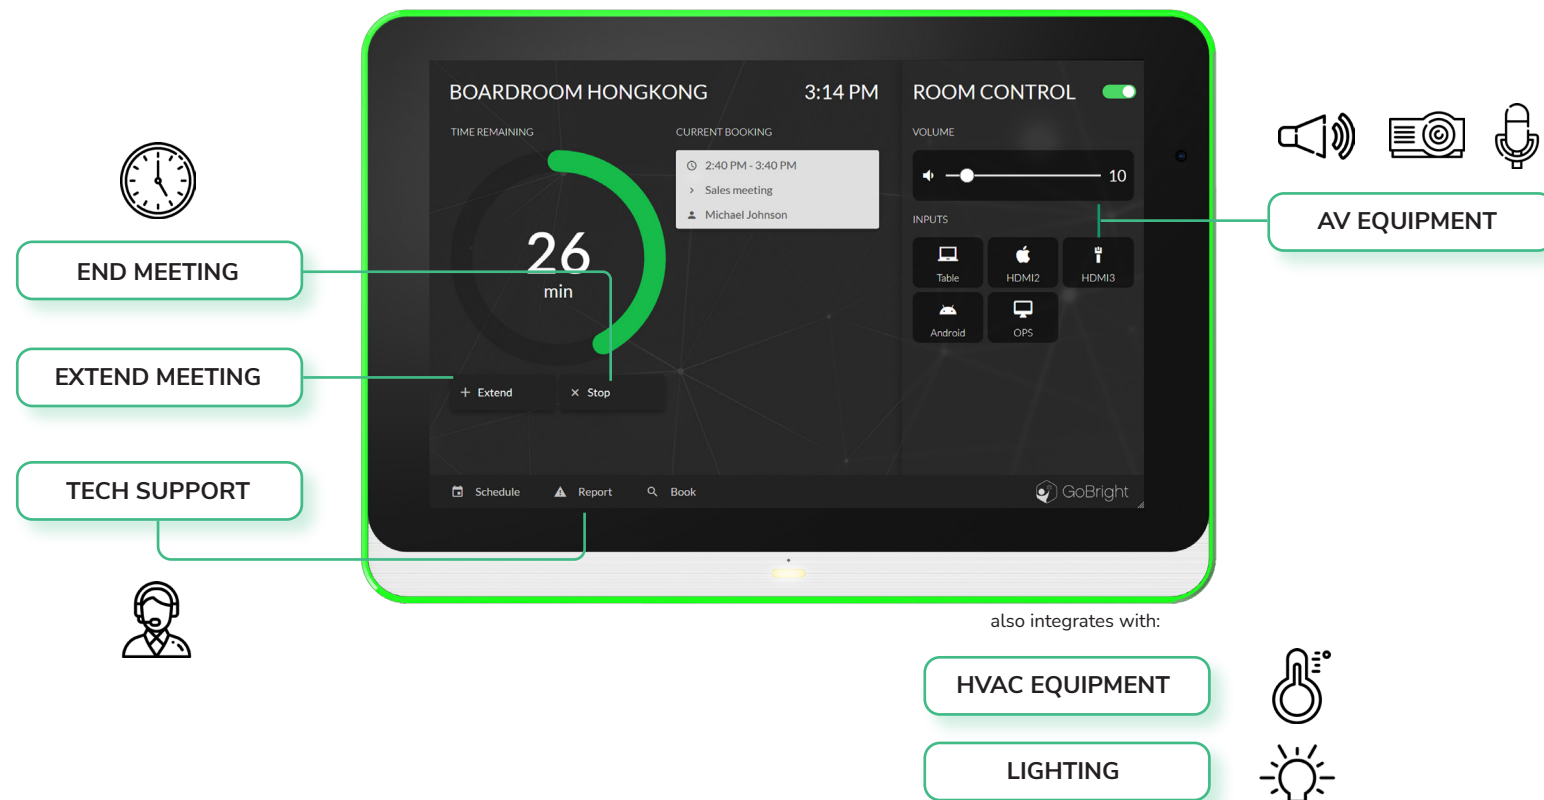 BOARDROOM HONGKONG
3:14 PM
ROOM CONTROL
TIME REMAINING
CURRENT BOOKING
VOLUME
2:40 PM - 3:40 PM
Sales meeting
Michael Johnson
10
INPUTS
26
min
Table
HDMI2
HDMI3
Android
OPS
+ Extend
× Stop
Schedule
Report
Book
GoBright
END MEETING
EXTEND MEETING
TECH SUPPORT
AV EQUIPMENT
also integrates with:
HVAC EQUIPMENT
LIGHTING